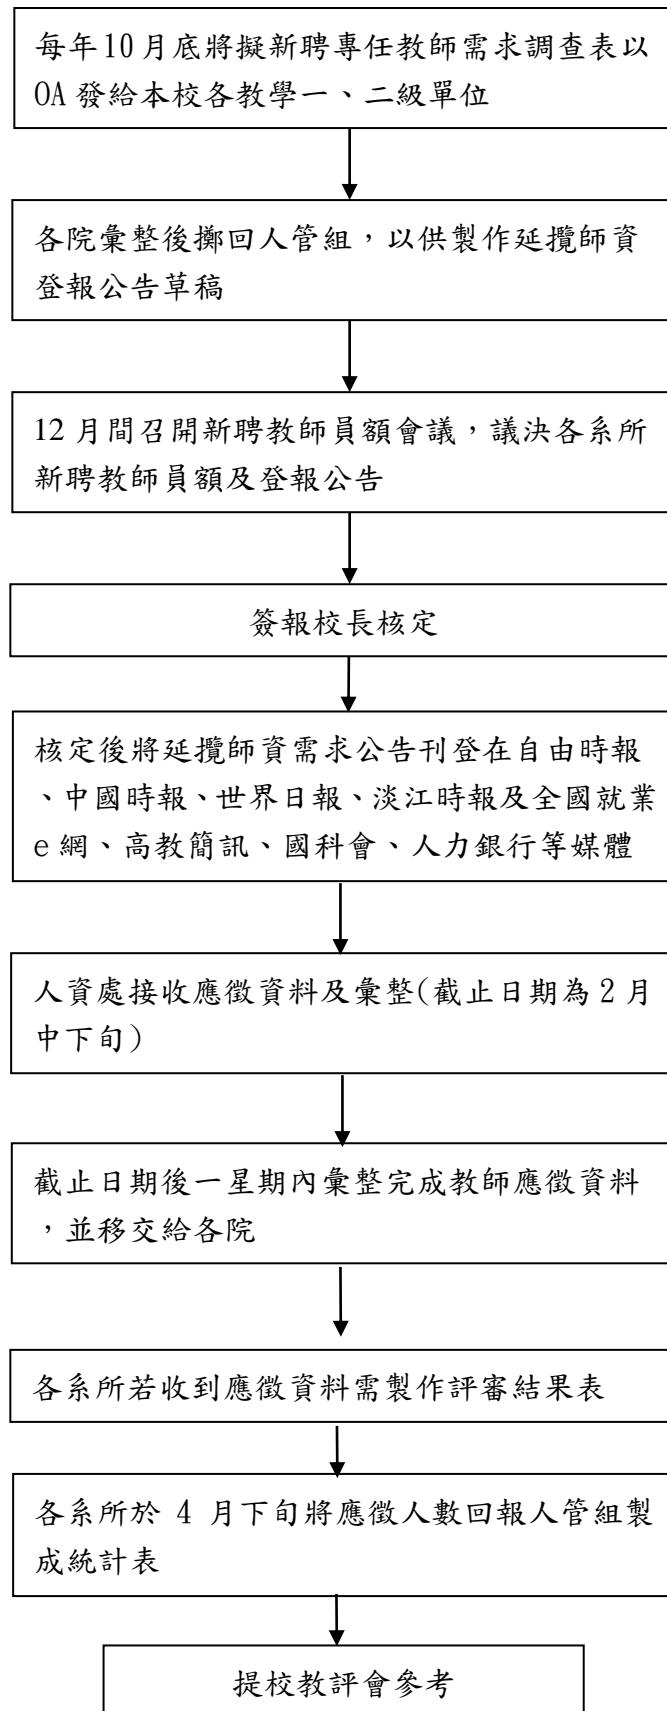 每年10月底將擬新聘專任教師需求調查表以
OA發給本校各教學一、二級單位
各院彙整後擲回人管組，以供製作延攬師資
登報公告草稿
12月間召開新聘教師員額會議，議決各系所
新聘教師員額及登報公告
簽報校長核定
核定後將延攬師資需求公告刊登在自由時報
、中國時報、世界日報、淡江時報及全國就業
e網、高教簡訊、國科會、人力銀行等媒體
人資處接收應徵資料及彙整(截止日期為2月
中下旬)
截止日期後一星期內彙整完成教師應徵資料
，並移交給各院
各系所若收到應徵資料需製作評審結果表
各系所於 4 月下旬將應徵人數回報人管組製
成統計表
提校教評會參考